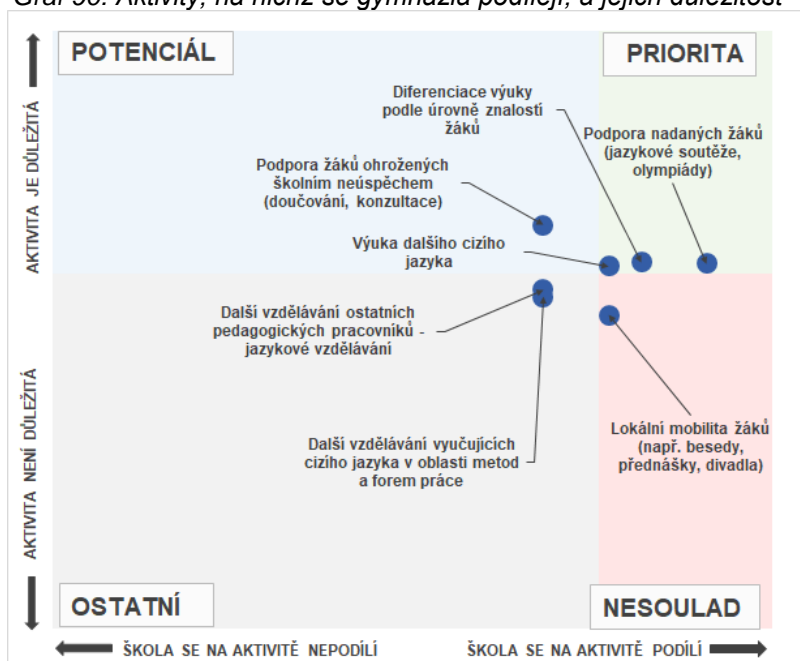 Graf 56: Aktivity, na nichž se gymnázia podílejí, a jejich důležitost
POTENCIÁL
PRIORITA
Diferenciace výuky
podle úrovně znalostí
žáků
Podpora nadaných žáků
(jazykové soutěže,
olympiády)
Podpora žáků ohrožených
školním neúspěchem
(doučování, konzultace)
Výuka dalšího cizího
jazyka
Další vzdělávání ostatních
pedagogických pracovníků -
jazykové vzdělávání
Další vzdělávání vyučujících
cizího jazyka v oblasti metod
a forem práce
Lokální mobilita žáků
(např. besedy,
přednášky, divadla)
OSTATNÍ
NESOULAD
AKTIVITA JE DŮLEŽITÁ
AKTIVITA NENÍ DŮLEŽITÁ
ŠKOLA SE NA AKTIVITĚ NEPODÍLÍ
ŠKOLA SE NA AKTIVITĚ PODÍLÍ